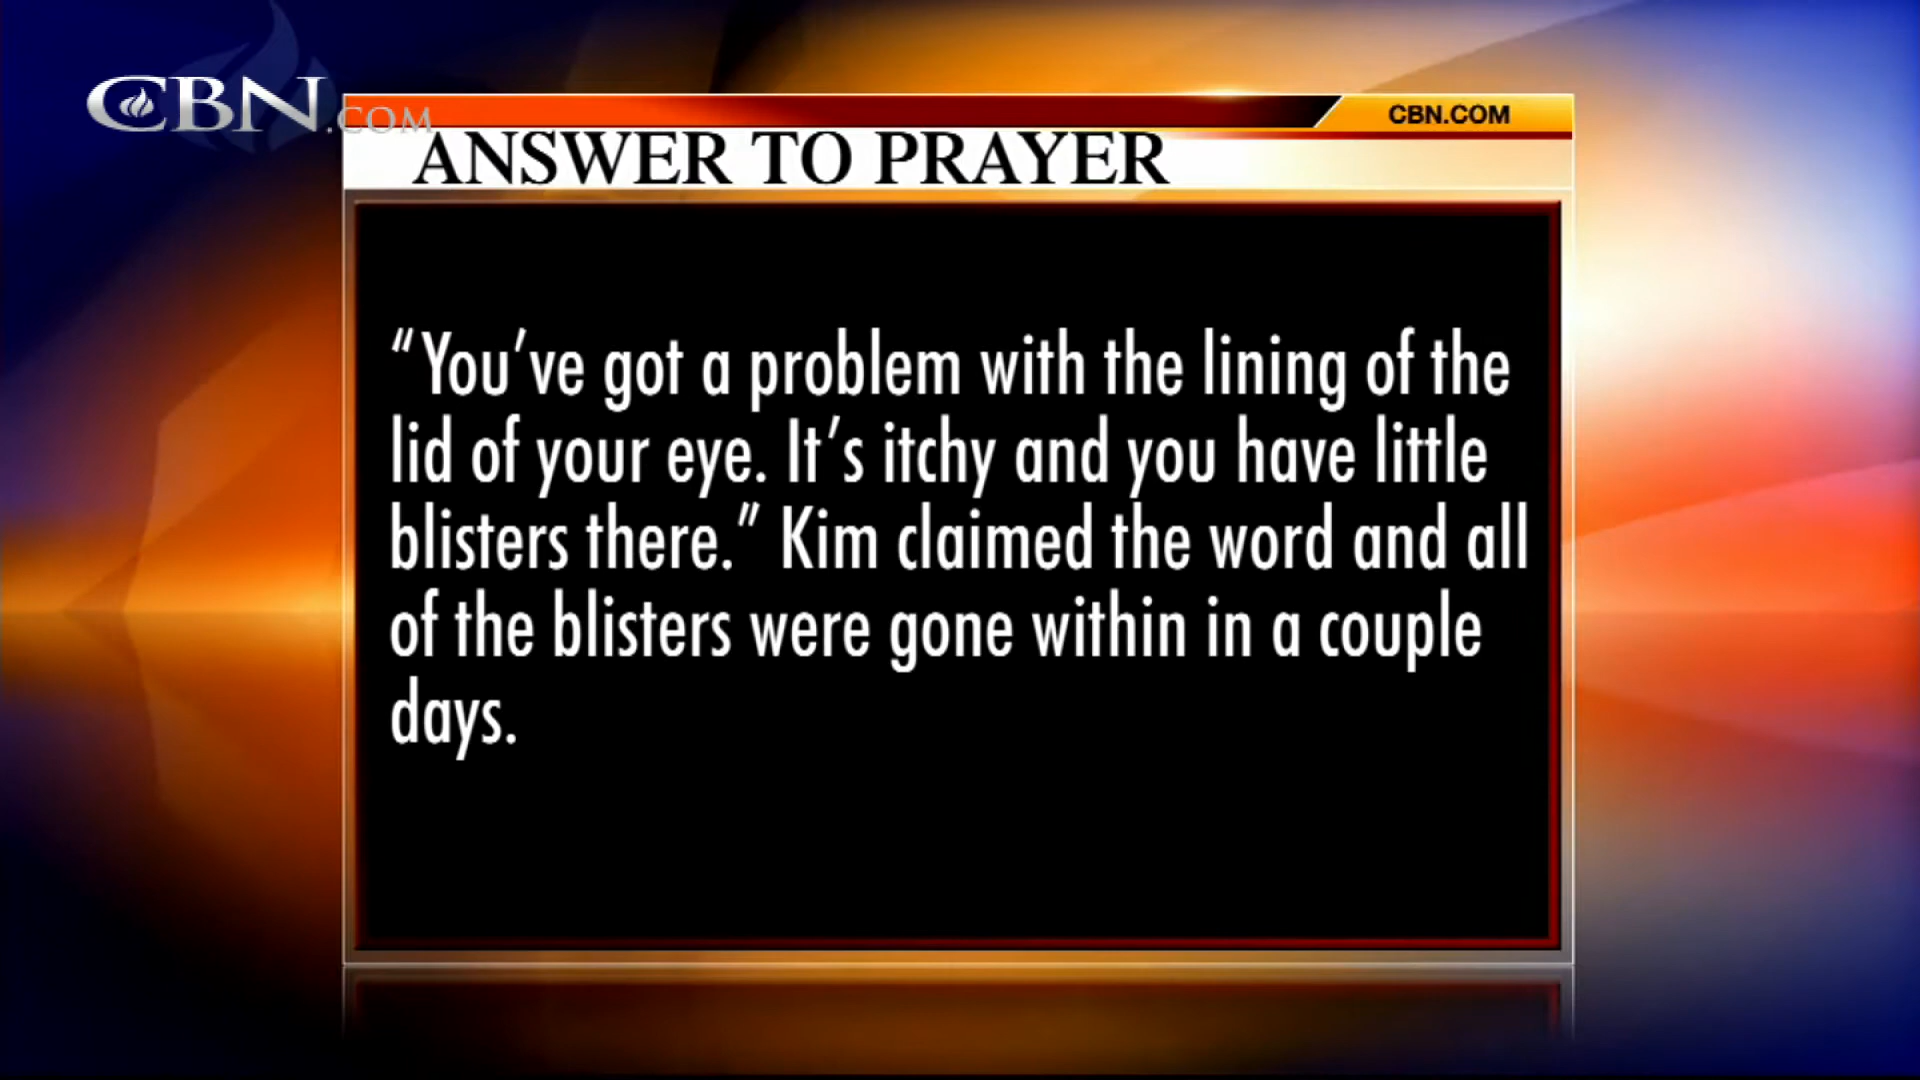 CBN.COM
CBN.COM
ANSWER TO PRAYER
“You’ve got a problem with the lining of the
lid of your eye. It’s itchy and you have little
blisters there.” Kim claimed the word and all
of the blisters were gone within in a couple
days.